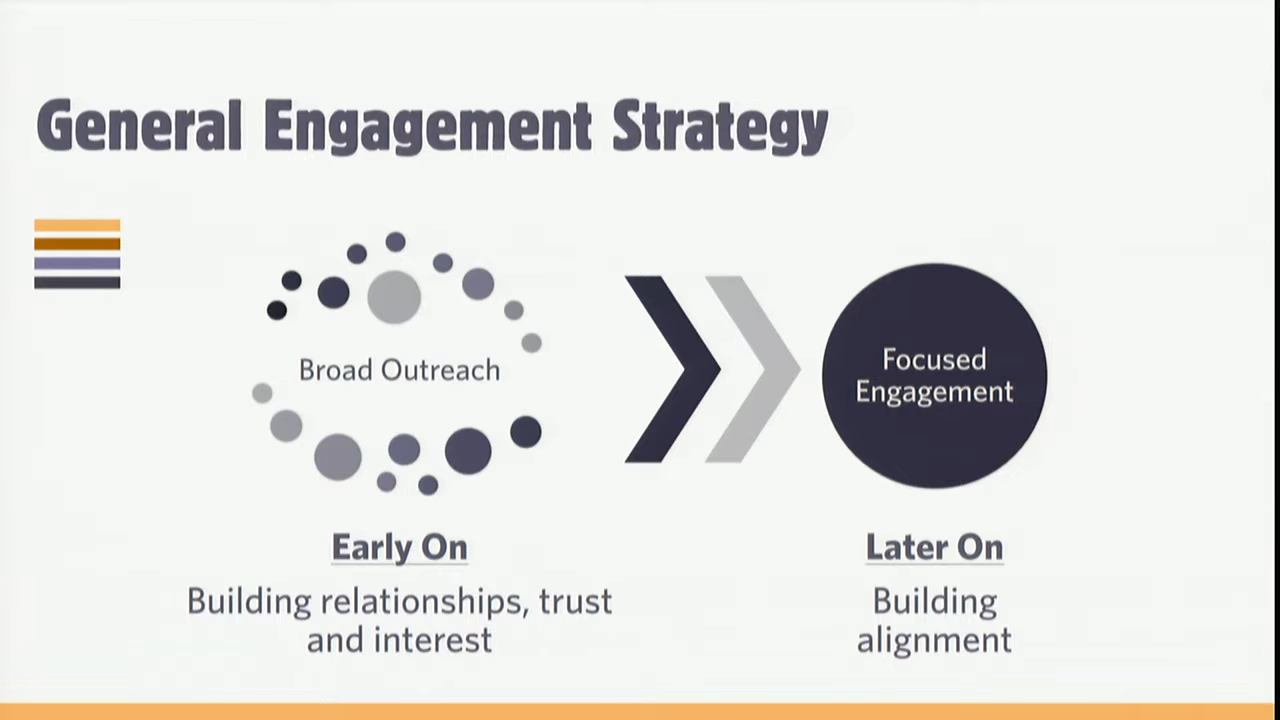 General Engagement Strategy
Broad Outreach
Focused
Engagement
Early On
Building relationships, trust
and interest
Later On
Building
alignment